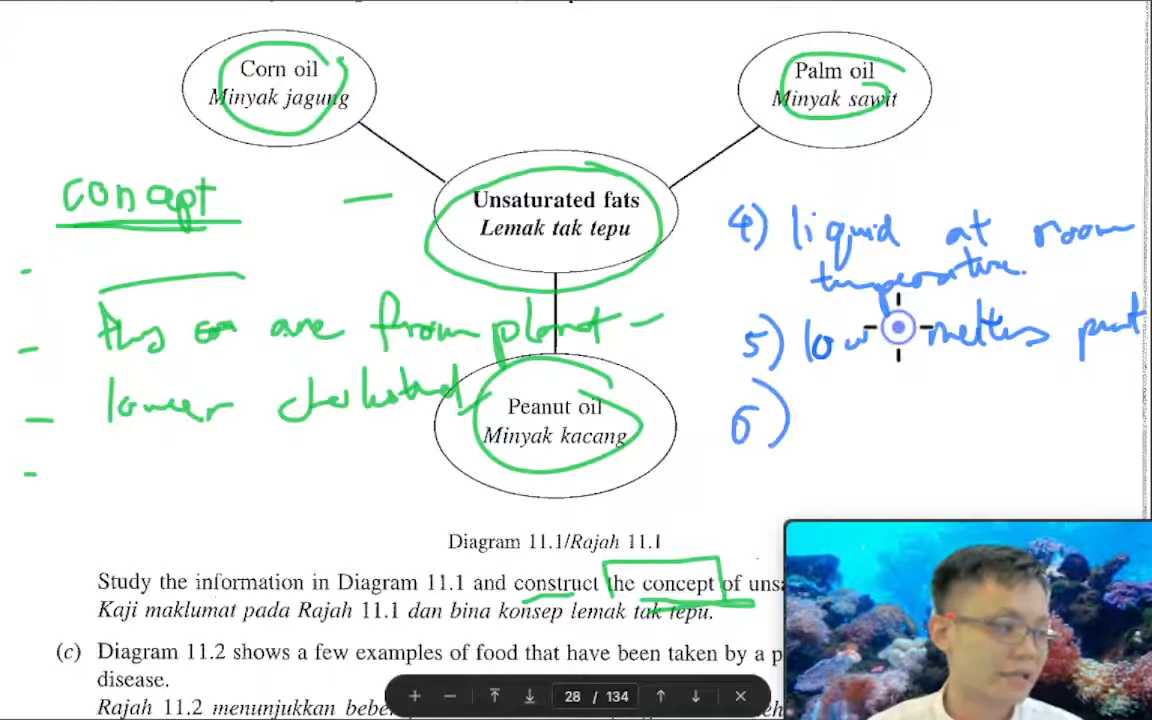 Corn oil
Minyak jagung
Palm oil
Minyak sawit
concept
Unsaturated fats
Lemak tak tepu
4) liquid at room
temperature.
are from plant
lower
5) low melting point
Peanut oil
Minyak kacang
6)
Diagram 11.1/Rajah 11.1
Study the information in Diagram 11.1 and construct the concept of
Kaji maklumat pada Rajah 11.1 dan bina konsep lemak tak tepu.
(c) Diagram 11.2 shows a few examples of food that have been taken by a
disease.
Rajah 11.2 menunjukkan
28 / 134